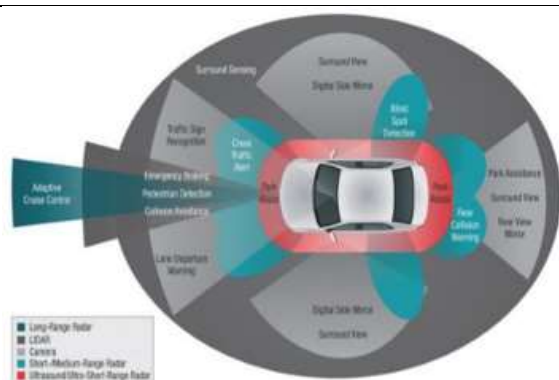 Surround View
Digital Side Mirror
Surround Sensing
Traffic Sign
Recognition
Cross
Traffic
Alert
Blind
Spot
Detection
Emergency Braking
Pedestrian Detection
Collision Avoidance
Adaptive
Cruise Control
Park
Assist
Park
Assist
Park Assistance
Surround View
Rear View
Mirror
Rear
Collision
Warning
Lane Departure
Warning
Digital Side Mirror
Surround View
Long-Range Radar
LIDAR
Camera
Short-/Medium-Range Radar
Ultrasound/Ultra-Short-Range Radar